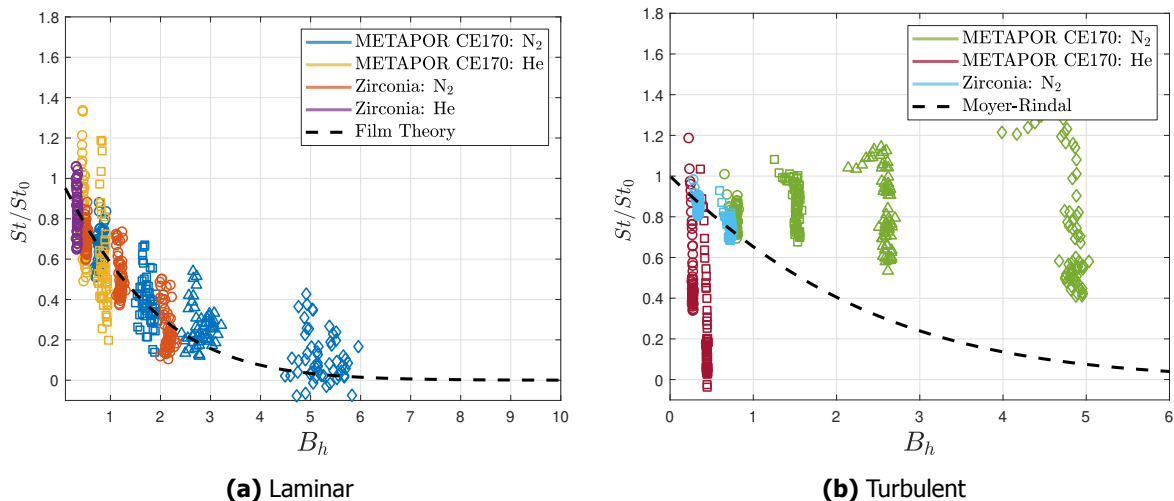 1.8
1.6
1.4
1.2
1
0.8
0.6
0.4
0.2
0
St/St₀
METAPOR CE170: N₂
METAPOR CE170: He
Zirconia: N₂
Zirconia: He
Film Theory
1 2 3 4 5 6 7 8 9 10
B_h
(a) Laminar
1.8
1.6
1.4
1.2
1
0.8
0.6
0.4
0.2
0
St/St₀
METAPOR CE170: N₂
METAPOR CE170: He
Zirconia: N₂
Moyer-Rindal
0 1 2 3 4 5 6
B_h
(b) Turbulent